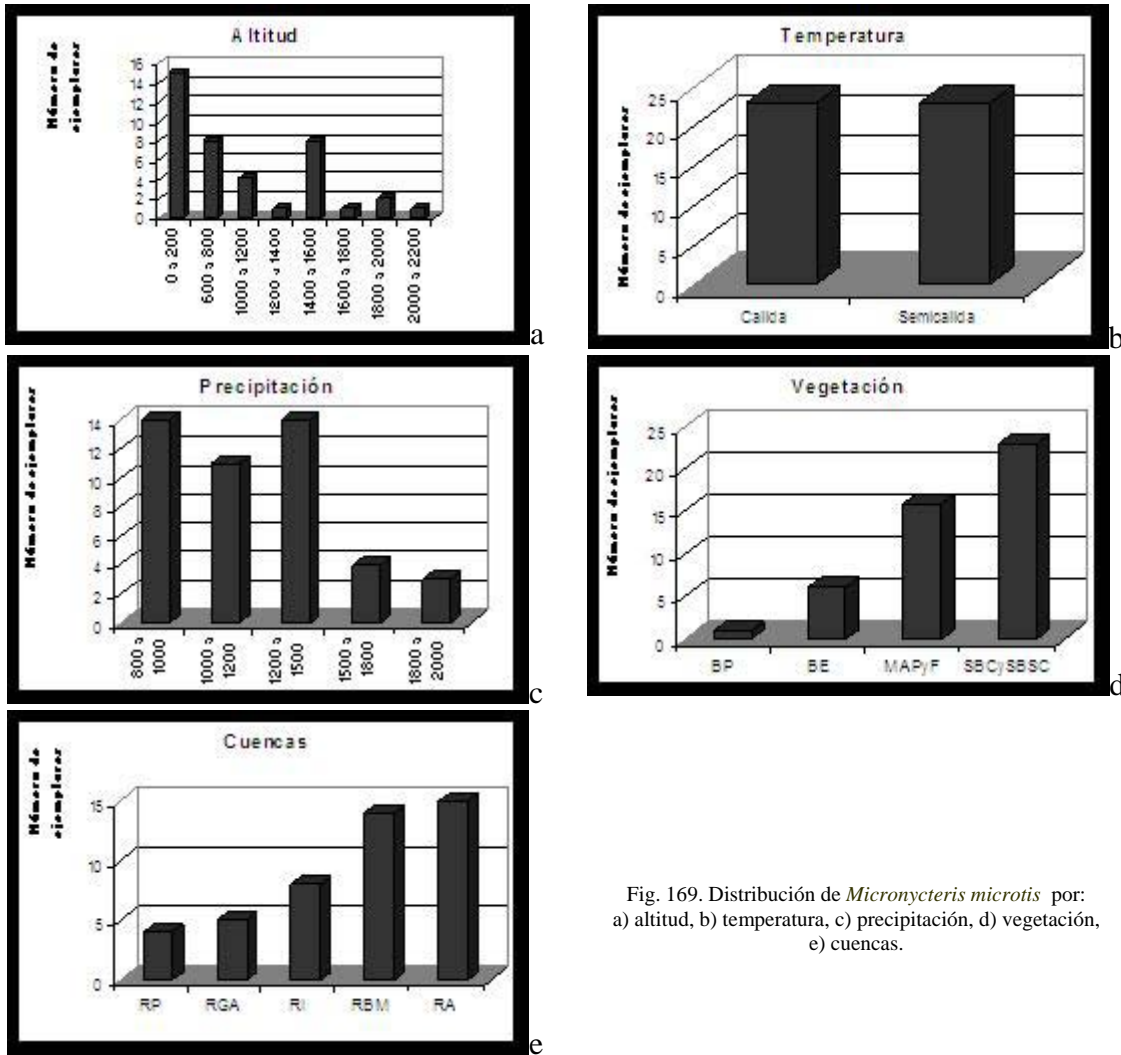 Altitud
Número de
ejemplares
16
14
12
10
8
6
4
2
0
0 a 200
600 a 800
1000 a 1200
1200 a 1400
1400 a 1600
1600 a 1800
1800 a 2000
2000 a 2200
a
Temperatura
Número de ejemplares
25
20
15
10
5
0
Calida
Semicalida
b
Precipitación
Número de ejemplares
14
12
10
8
6
4
2
0
8000 a
1000
10000 a
1200
1200 a
1500
1500 a
1800
1800 a
2000
c
Vegetación
Número de ejemplares
25
20
15
10
5
0
BP
BE
MAPyF
SBCySBSC
d
Cuencas
Número de
ejemplares
15
10
5
0
RP
RGA
RI
RBM
RA
e
Fig. 169. Distribución de Micronycteris microtis por:
a) altitud, b) temperatura, c) precipitación, d) vegetación,
e) cuencas.